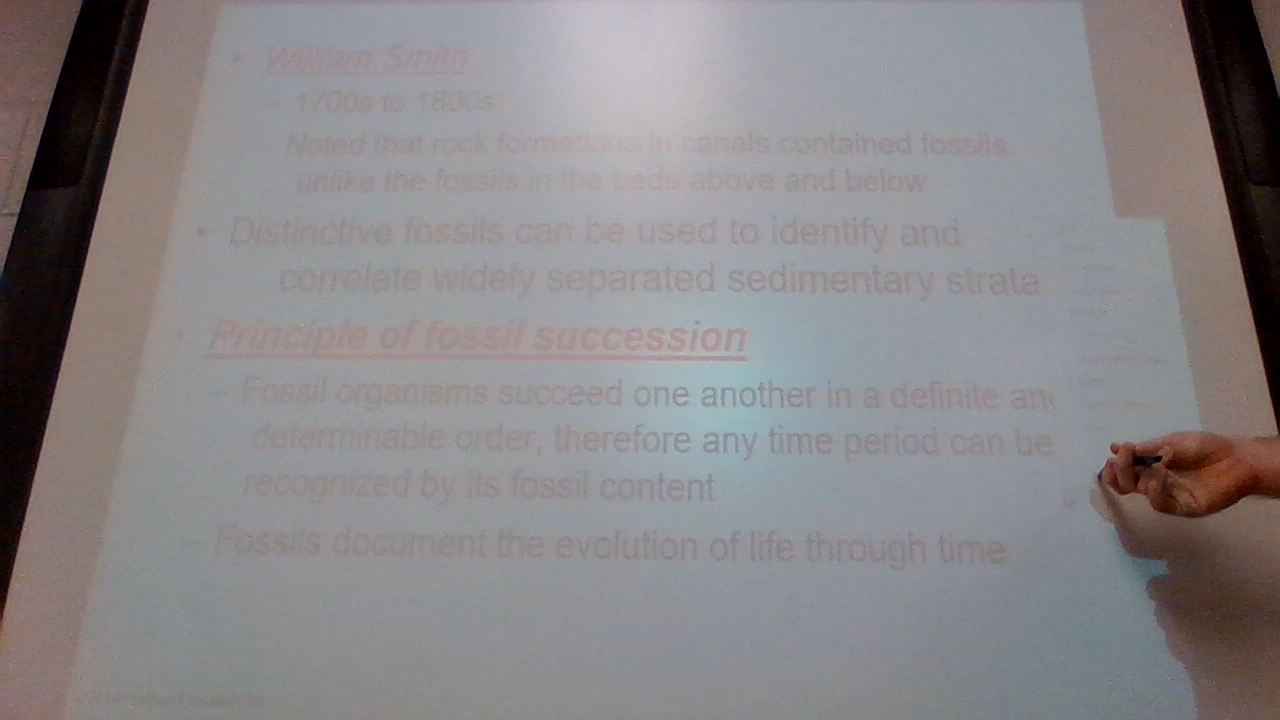 • William Smith
– 1700s to 1800s
– Noted that rock formations in canals contained fossils
unlike the fossils in the beds above and below
• Distinctive fossils can be used to identify and
correlate widely separated sedimentary strata
• Principle of fossil succession
– Fossil organisms succeed one another in a definite an
determinable order, therefore any time period can be
recognized by its fossil content
– Fossils document the evolution of life through time